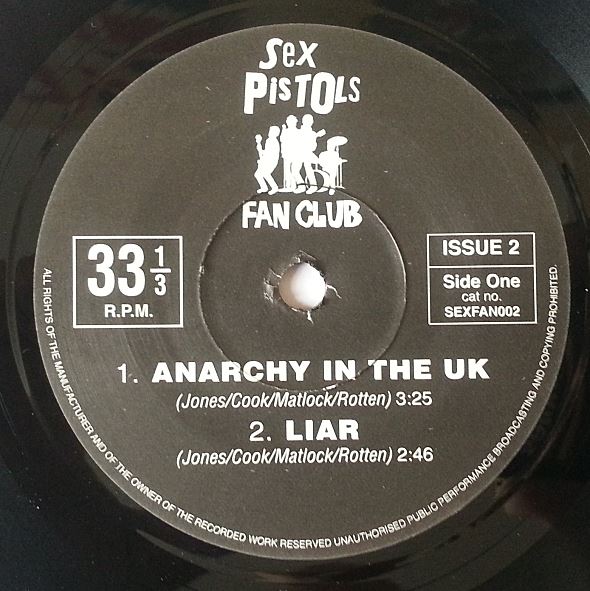 Sex
PiSTOLS
FAN CLUB
33 1/3
R.P.M.
ISSUE 2
Side One
cat no.
SEXFAN002
1. ANARCHY IN THE UK
(Jones/Cook/Matlock/Rotten) 3:25
2. LIAR
(Jones/Cook/Matlock/Rotten) 2:46
ALL RIGHTS OF THE MANUFACTURER AND OF THE OWNER OF THE RECORDED WORK RESERVED UNAUTHORISED PUBLIC PERFORMANCE BROADCASTING AND COPYING PROHIBITED.